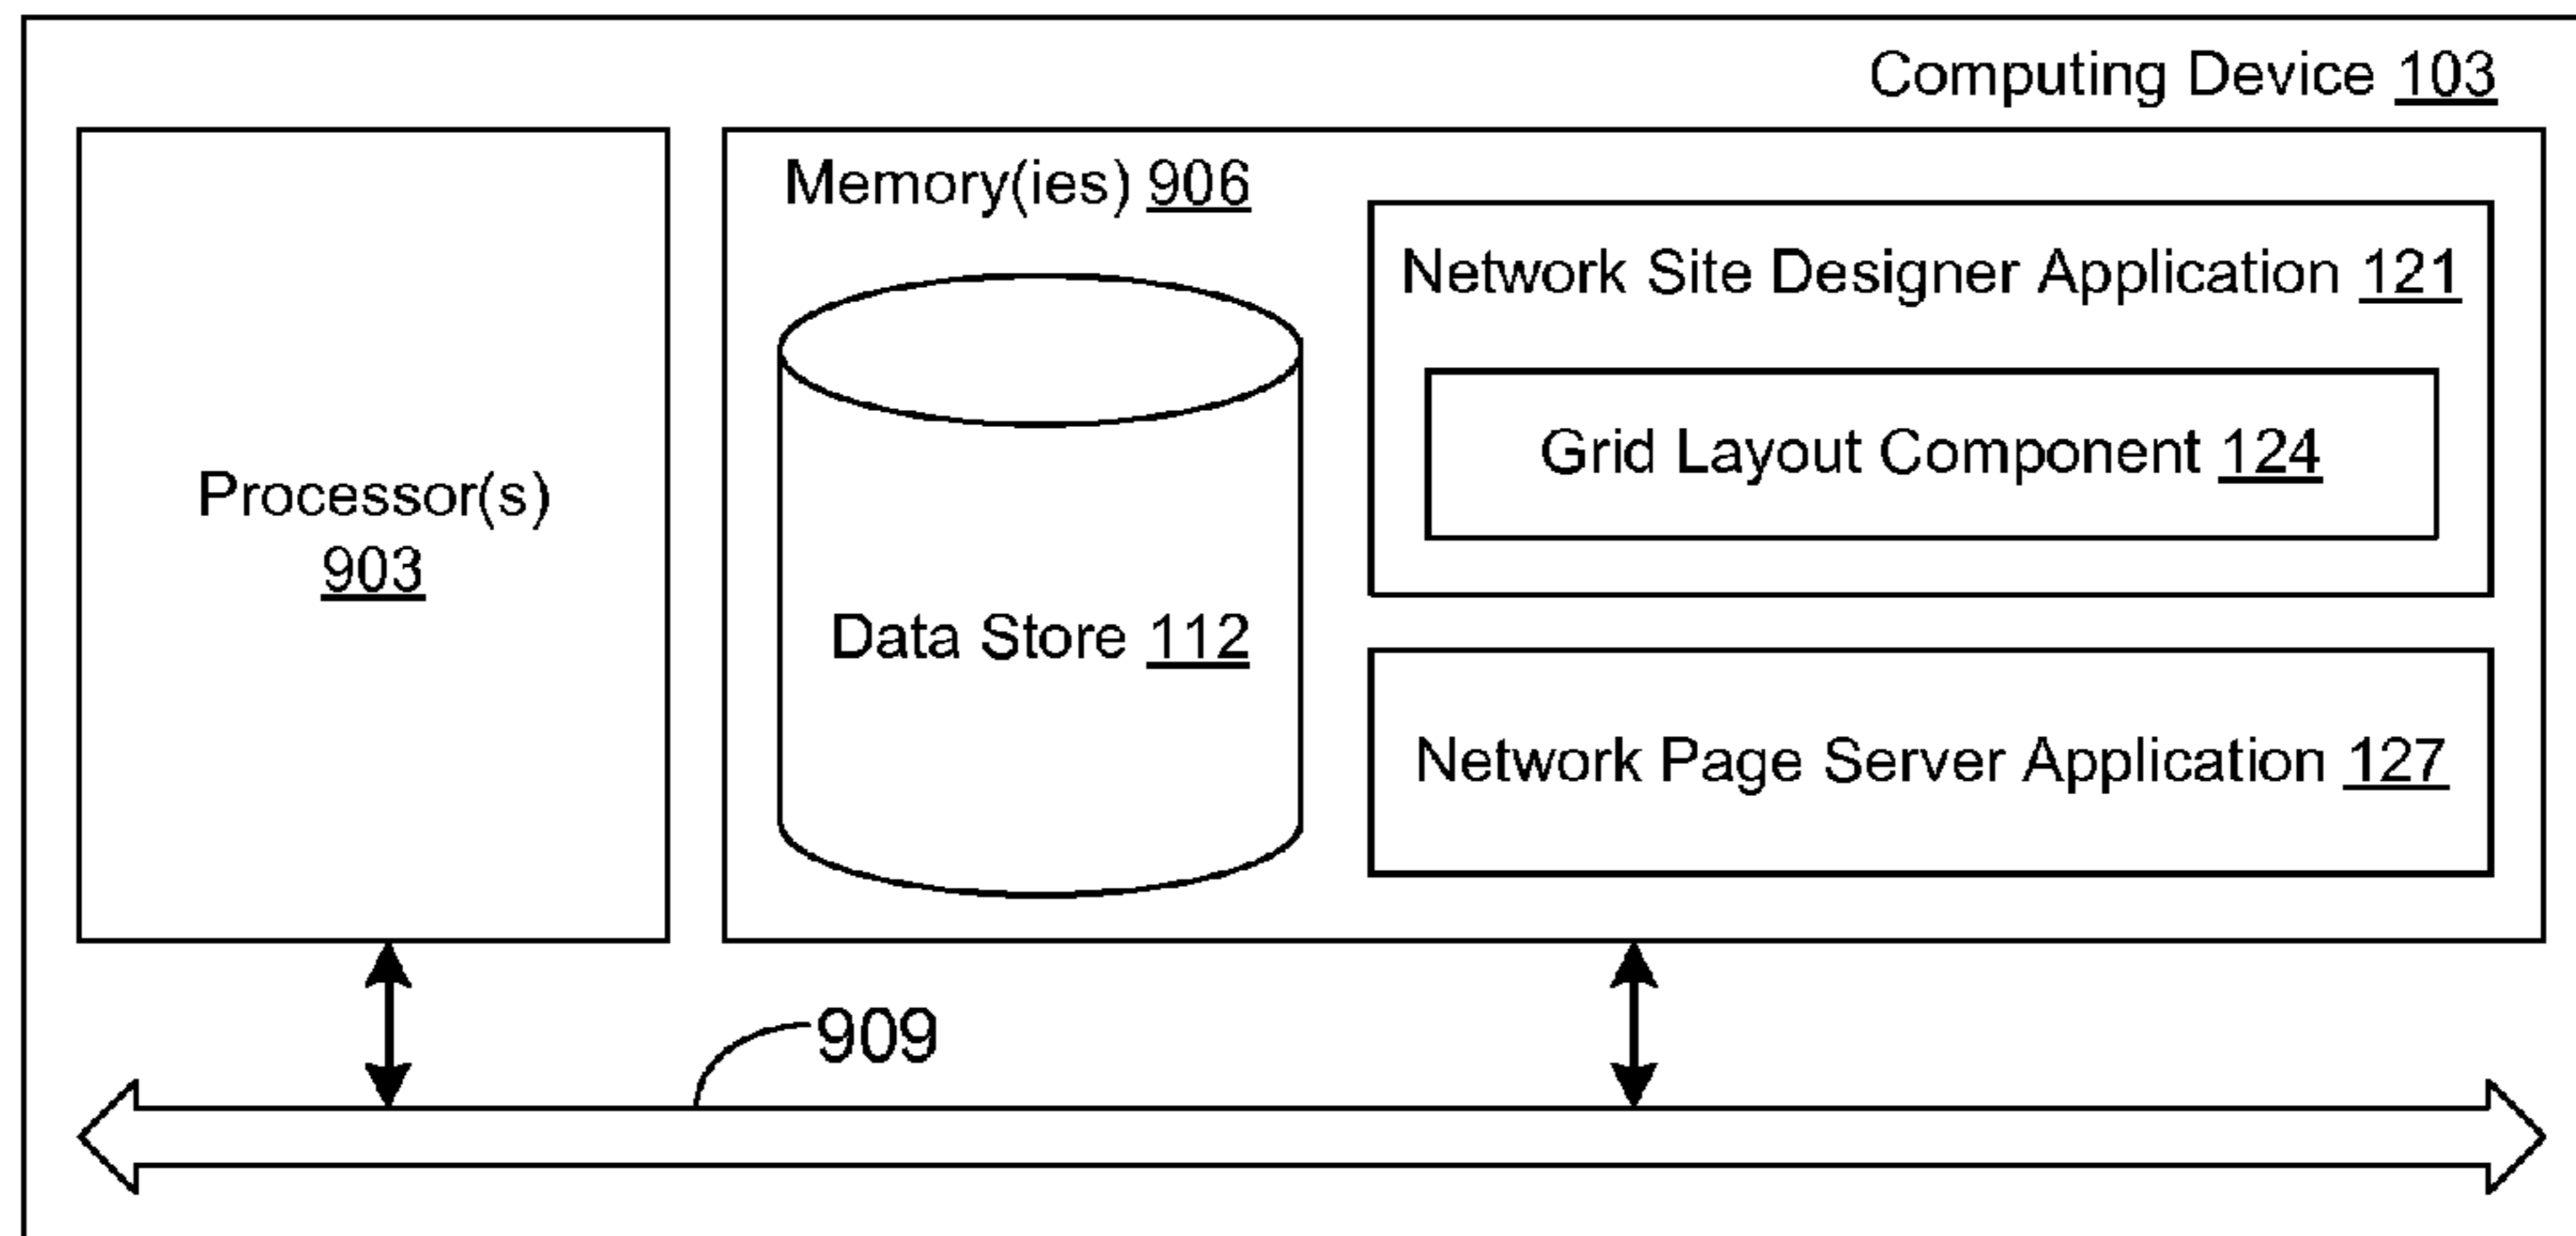 Computing Device 103
Memory(ies) 906
Network Site Designer Application 121
Grid Layout Component 124
Processor(s)
903
Data Store 112
Network Page Server Application 127
909